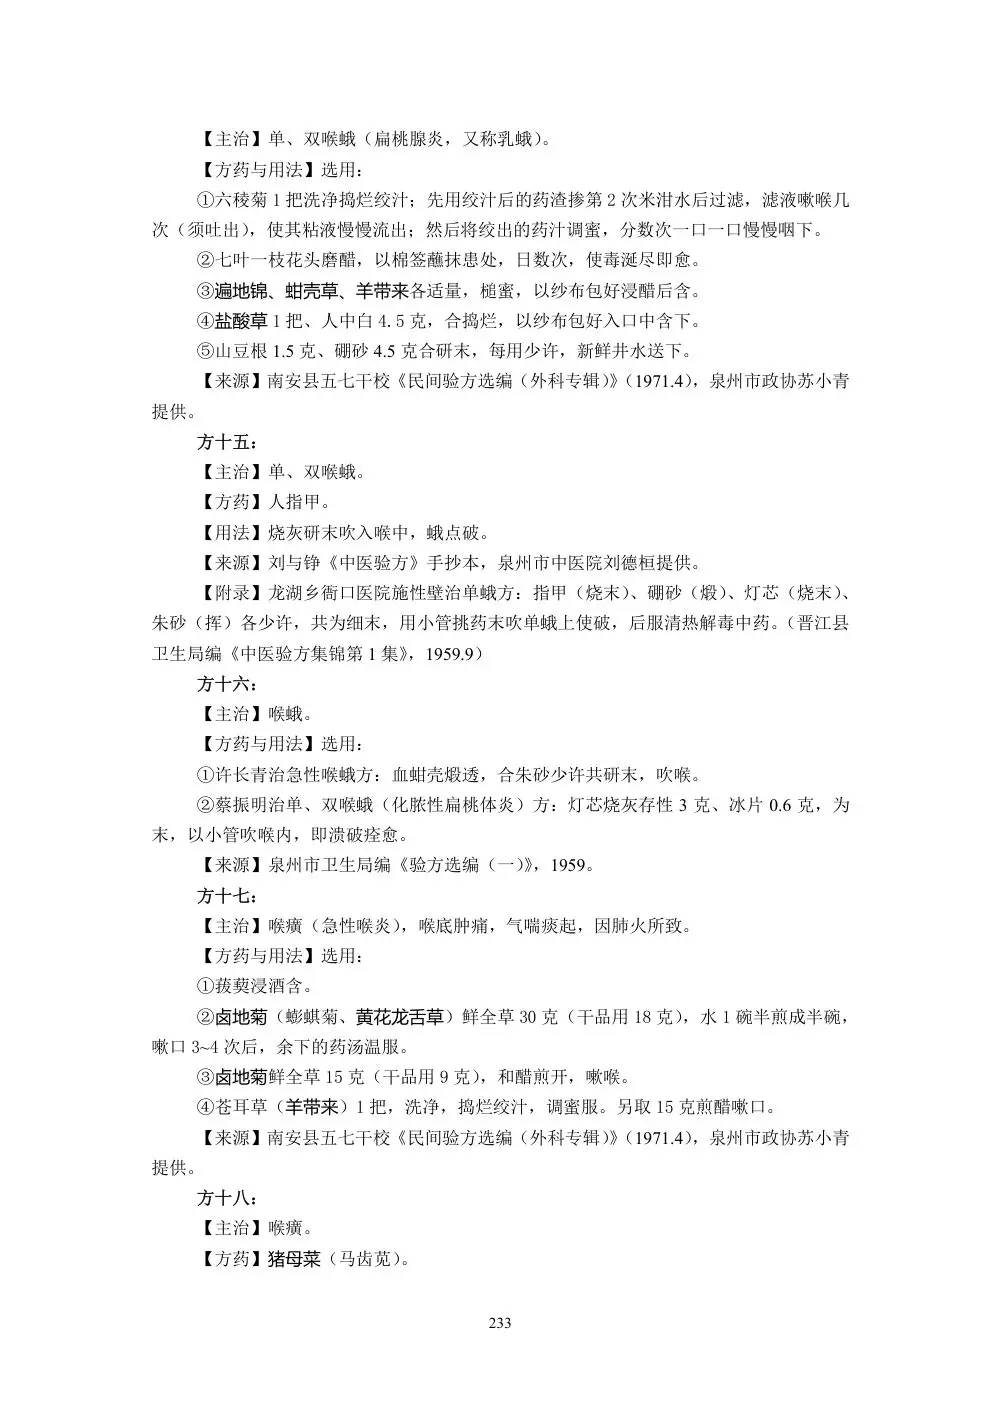 【主治】单、双喉蛾（扁桃腺炎，又称乳蛾）。
【方药与用法】选用：
①六稜菊1把洗净捣烂绞汁；先用绞汁后的药渣掺第2次米泔水后过滤，滤液嗽喉几
次（须吐出），使其粘液慢慢流出；然后将绞出的药汁调蜜，分数次一口一口慢慢咽下。
②七叶一枝花头磨醋，以棉签蘸抹患处，日数次，使毒涎尽即愈。
③遍地锦、蚶壳草、羊带来各适量，槌蜜，以纱布包好浸醋后含。
④盐酸草1把、人中白4.5克，合捣烂，以纱布包好入口中含下。
⑤山豆根1.5克、硼砂4.5克合研末，每用少许，新鲜井水送下。
【来源】南安县五七干校《民间验方选编（外科专辑）》（1971.4），泉州市政协苏小青
提供。
方十五：
【主治】单、双喉蛾。
【方药】人指甲。
【用法】烧灰研末吹入喉中，蛾点破。
【来源】刘与铮《中医验方》手抄本，泉州市中医院刘德桓提供。
【附录】龙湖乡衙口医院施性壁治单蛾方：指甲（烧末）、硼砂（煅）、灯芯（烧末）、
朱砂（挥）各少许，共为细末，用小管挑药末吹单蛾上使破，后服清热解毒中药。（晋江县
卫生局编《中医验方集锦第1集》，1959.9）
方十六：
【主治】喉蛾。
【方药与用法】选用：
①许长青治急性喉蛾方：血蚶壳煅透，合朱砂少许共研末，吹喉。
②蔡振明治单、双喉蛾（化脓性扁桃体炎）方：灯芯烧灰存性3克、冰片0.6克，为
末，以小管吹喉内，即溃破痊愈。
【来源】泉州市卫生局编《验方选编（一）》，1959。
方十七：
【主治】喉癀（急性喉炎），喉底肿痛，气喘痰起，因肺火所致。
【方药与用法】选用：
①菝葜浸酒含。
②卤地菊（蟛蜞菊、黄花龙舌草）鲜全草30克（干品用18克），水1碗半煎成半碗，
嗽口3~4次后，余下的药汤温服。
③卤地菊鲜全草15克（干品用9克），和醋煎开，嗽喉。
④苍耳草（羊带来）1把，洗净，捣烂绞汁，调蜜服。另取15克煎醋嗽口。
【来源】南安县五七干校《民间验方选编（外科专辑）》（1971.4），泉州市政协苏小青
提供。
方十八：
【主治】喉癀。
【方药】猪母菜（马齿苋）。
233